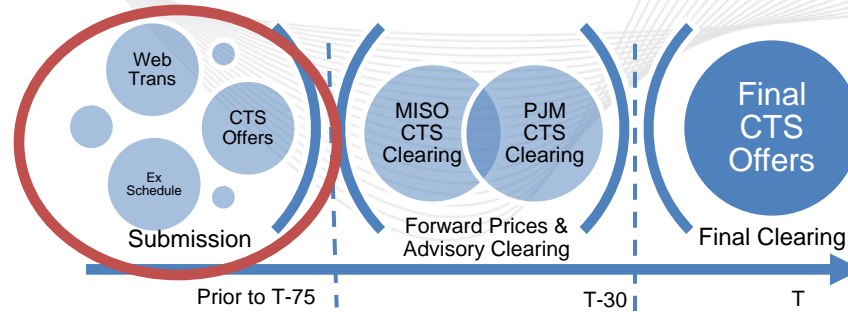 Web
Trans
CTS
Offers
Ex
Schedule
Submission
MISO
CTS
Clearing
PJM
CTS
Clearing
Forward Prices &
Advisory Clearing
Final
CTS
Offers
Final Clearing
Prior to T-75
T-30
T